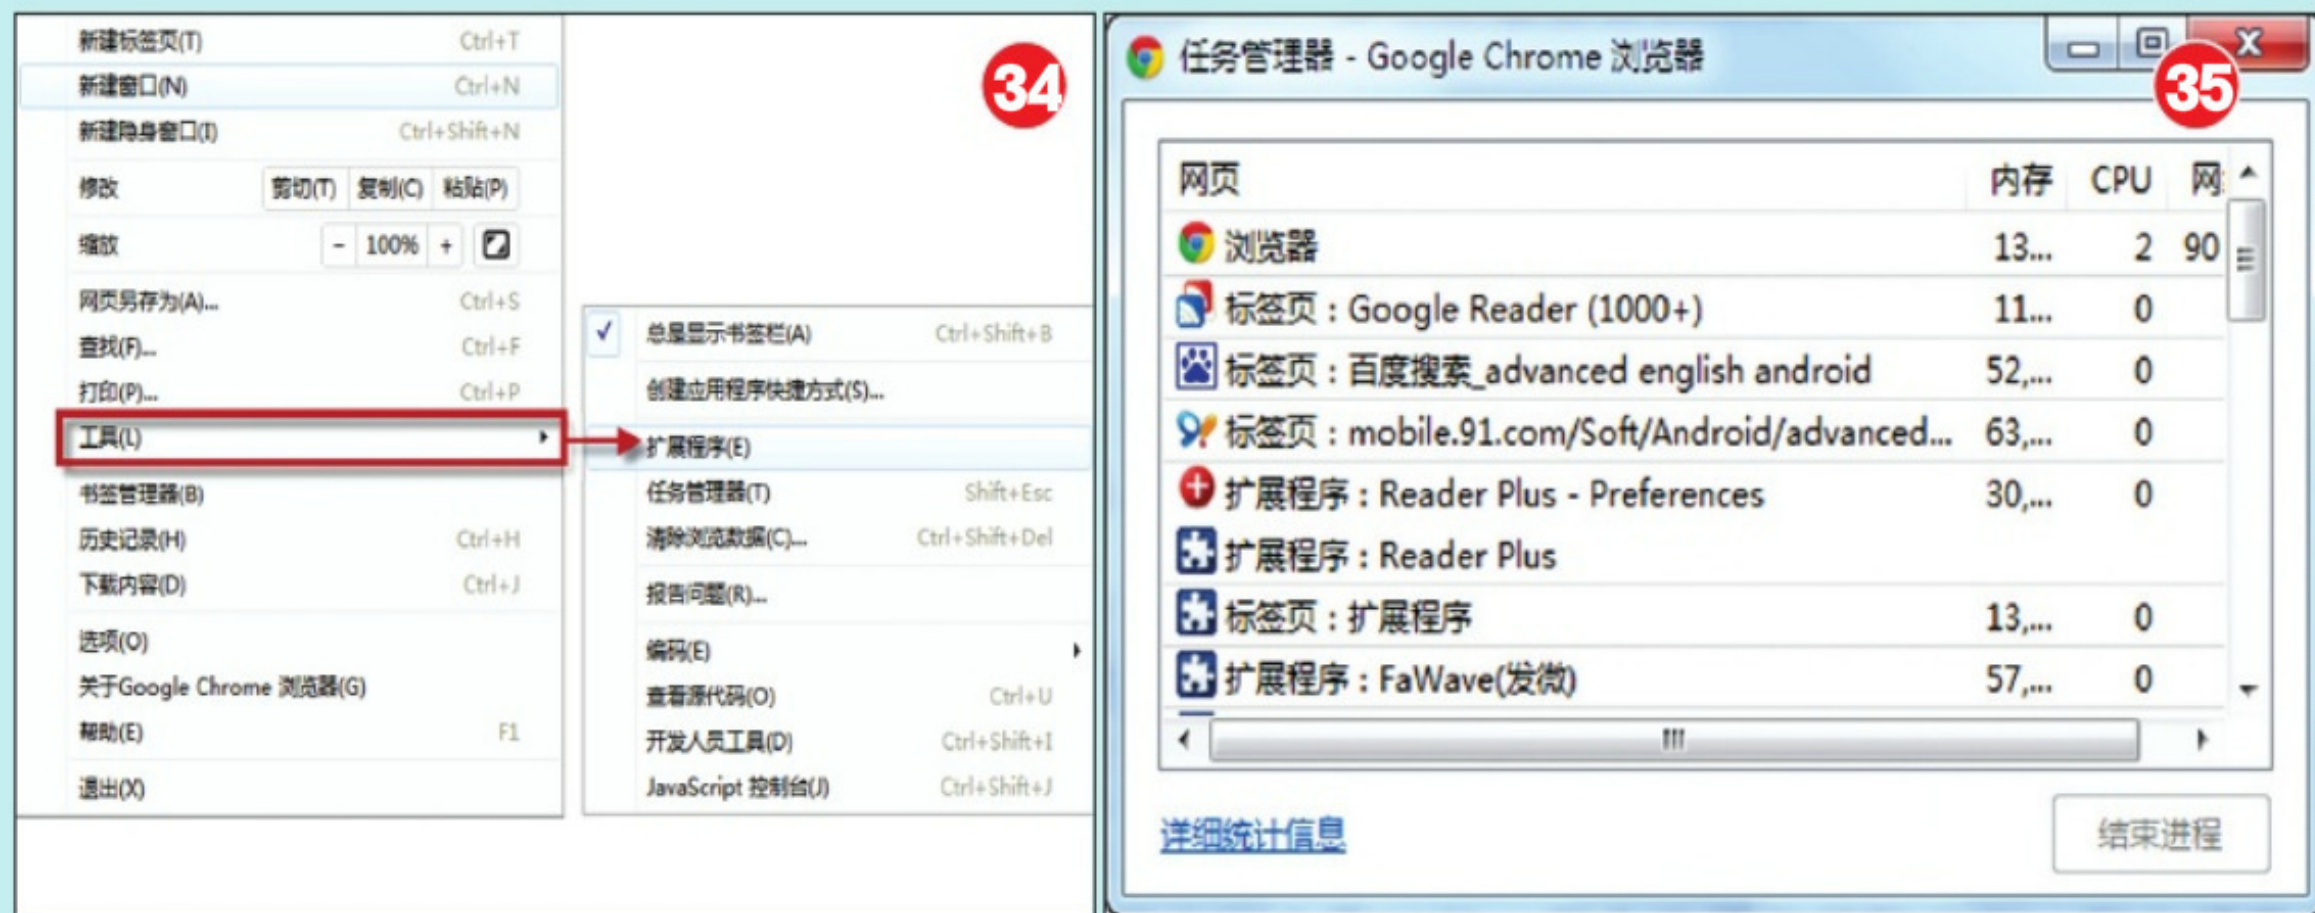 新建标签页(T) Ctrl+T
新建窗口(N) Ctrl+N
新建隐身窗口(I) Ctrl+Shift+N
修改 剪切(T) 复制(C) 粘贴(P)
缩放 - 100% +
网页另存为(A)... Ctrl+S
查找(F)... Ctrl+F
打印(P)... Ctrl+P
工具(L)
书签管理器(B)
历史记录(H) Ctrl+H
下载内容(D) Ctrl+J
选项(O)
关于Google Chrome 浏览器(G)
帮助(E) F1
退出(X)
34
总是显示书签栏(A) Ctrl+Shift+B
创建应用程序快捷方式(S)...
扩展程序(E)
任务管理器(T) Shift+Esc
清除浏览数据(C)... Ctrl+Shift+Del
报告问题(R)...
编码(E)
查看源代码(O) Ctrl+U
开发人员工具(D) Ctrl+Shift+I
JavaScript 控制台(J) Ctrl+Shift+J
任务管理器 - Google Chrome 浏览器
35
网页 内存 CPU 网
浏览器 13... 2 90
标签页：Google Reader (1000+) 11... 0
标签页：百度搜索_advanced english android 52,... 0
标签页：mobile.91.com/Soft/Android/advanced... 63,... 0
扩展程序：Reader Plus - Preferences 30,... 0
扩展程序：Reader Plus
标签页：扩展程序 13,... 0
扩展程序：FaWave(发微) 57,... 0
详细统计信息
结束进程